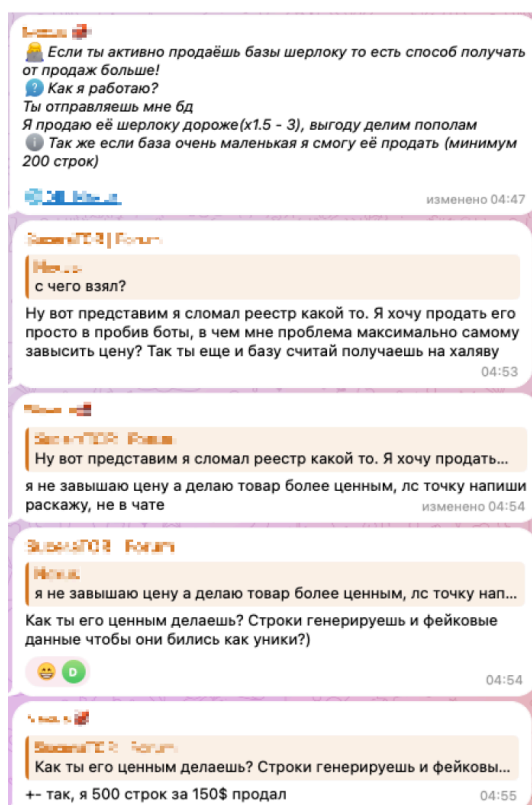 Если ты активно продаёшь базы шерлоку то есть способ получать
от продаж больше!
Как я работаю?
Ты отправляешь мне бд
Я продаю её шерлоку дороже(x1.5 - 3), выгоду делим пополам
Так же если база очень маленькая я смогу её продать (минимум
200 строк)
изменено 04:47
| Forum
с чего взял?
Ну вот представим я сломал реестр какой то. Я хочу продать его
просто в пробив боты, в чем мне проблема максимально самому
завысить цену? Так ты еще и базу считай получаешь на халяву
04:53
Ну вот представим я сломал реестр какой то. Я хочу продать...
я не завышаю цену а делаю товар более ценным, лс точку напиши
раскажу, не в чате
изменено 04:54
Forum
я не завышаю цену а делаю товар более ценным, лс точку нап...
Как ты его ценным делаешь? Строки генерируешь и фейковые
данные чтобы они бились как уники?)
D
04:54
Как ты его ценным делаешь? Строки генерируешь и фейковы...
+- так, я 500 строк за 150$ продал
04:55